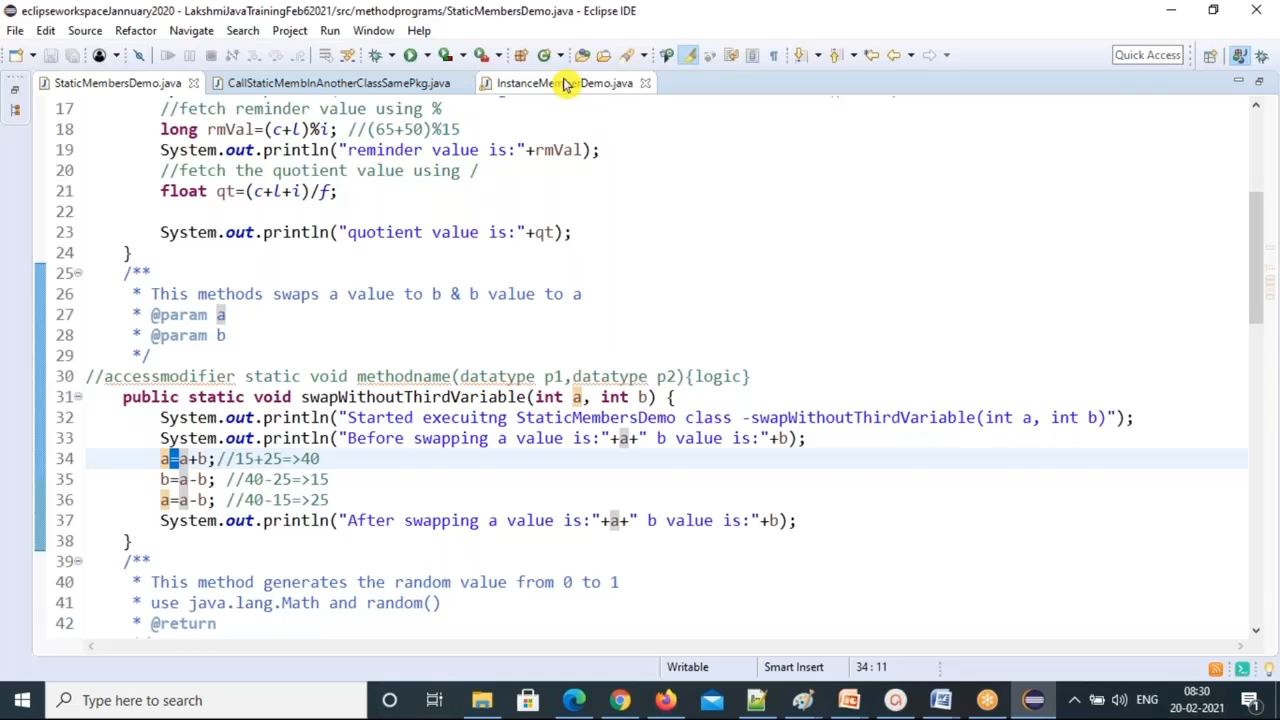 eclipseworkspaceJannuary2020 - LakshmiJavaTrainingFeb62021/src/methodprograms/StaticMembersDemo.java - Eclipse IDE
File Edit Source Refactor Navigate Search Project Run Window Help
Quick Access
StaticMembersDemo.java CallStaticMembInAnotherClassSamePkg.java InstanceMemberDemo.java
17 //fetch reminder value using %
18 long rmVal=(c+l)%i; //(65+50)%15
19 System.out.println("reminder value is:"+rmVal);
20 //fetch the quotient value using /
21 float qt=(c+l+i)/f;
22
23 System.out.println("quotient value is:"+qt);
24 }
25 /**
26 * This methods swaps a value to b & b value to a
27 * @param a
28 * @param b
29 */
30 //accessmodifier static void methodname(datatype p1,datatype p2){logic}
31 public static void swapWithoutThirdVariable(int a, int b) {
32 System.out.println("Started execuitng StaticMembersDemo class -swapWithoutThirdVariable(int a, int b)");
33 System.out.println("Before swapping a value is:"+a+" b value is:"+b);
34 a=a+b;//15+25=>40
35 b=a-b; //40-25=>15
36 a=a-b; //40-15=>25
37 System.out.println("After swapping a value is:"+a+" b value is:"+b);
38 }
39 /**
40 * This method generates the random value from 0 to 1
41 * use java.lang.Math and random()
42 * @return
Writable Smart Insert 34 : 11
Type here to search
ENG
08:30
20-02-2021